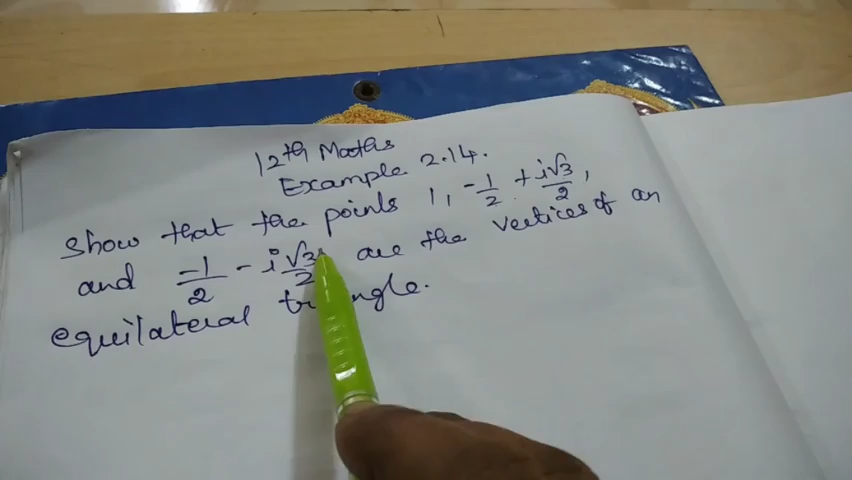 12th Maths
Example 2.14.
Show that the points 1, -1/2 + i√3/2,
and -1/2 - i√3/2 are the vertices of an
equilateral triangle.